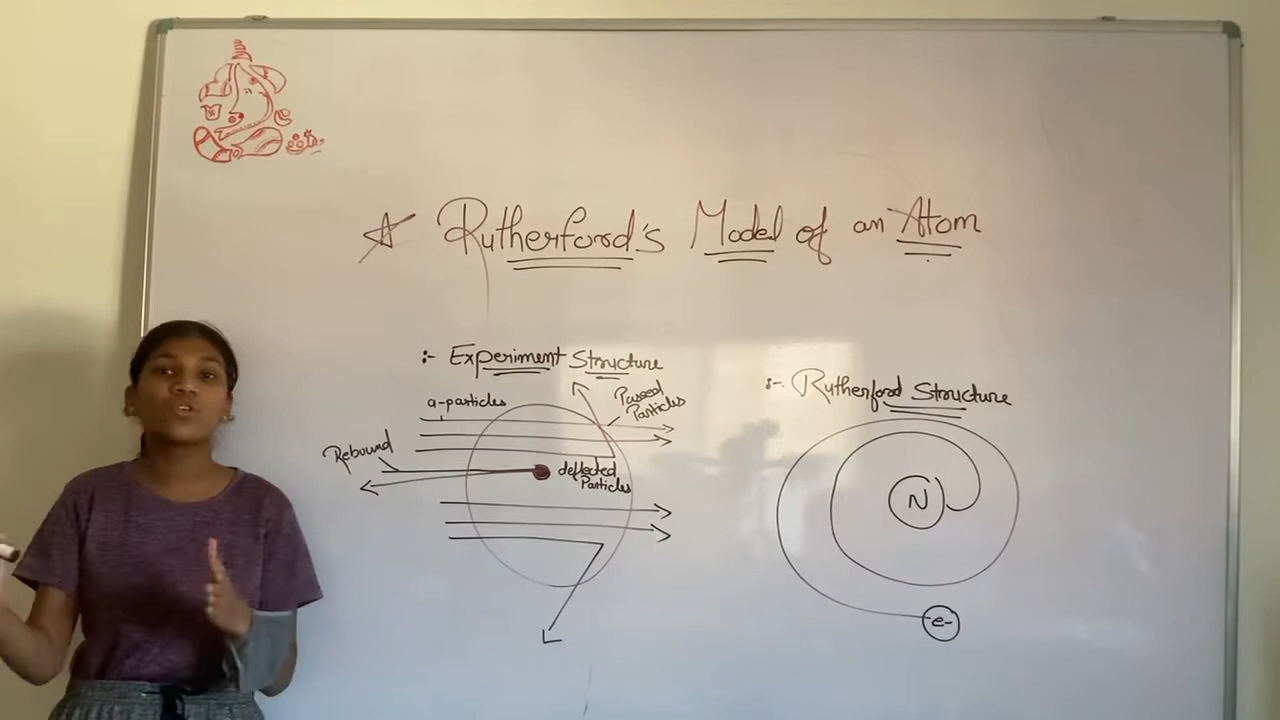 ☆ Rutherford's Model of an Atom
:- Experiment Structure
a-particles
Passed
Particles
Rebound
deflected
Particles
:- Rutherford Structure
N
e-